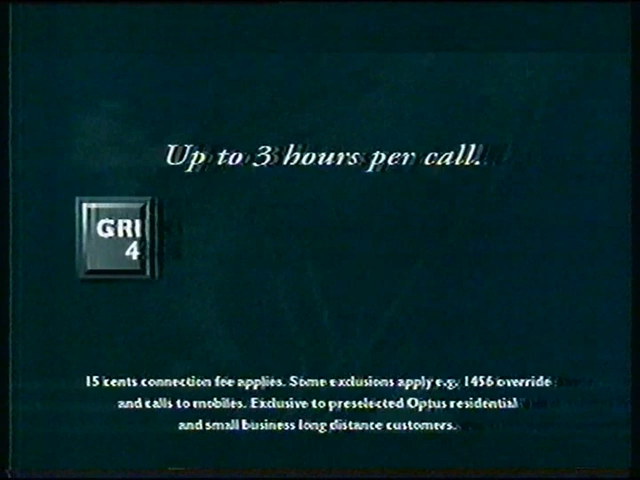 Up to 3 hours per call.
GRI
4
15 cents connection fee applies. Some exclusions apply e.g. 1456 override
and calls to mobiles. Exclusive to preselected Optus residential
and small business long distance customers.